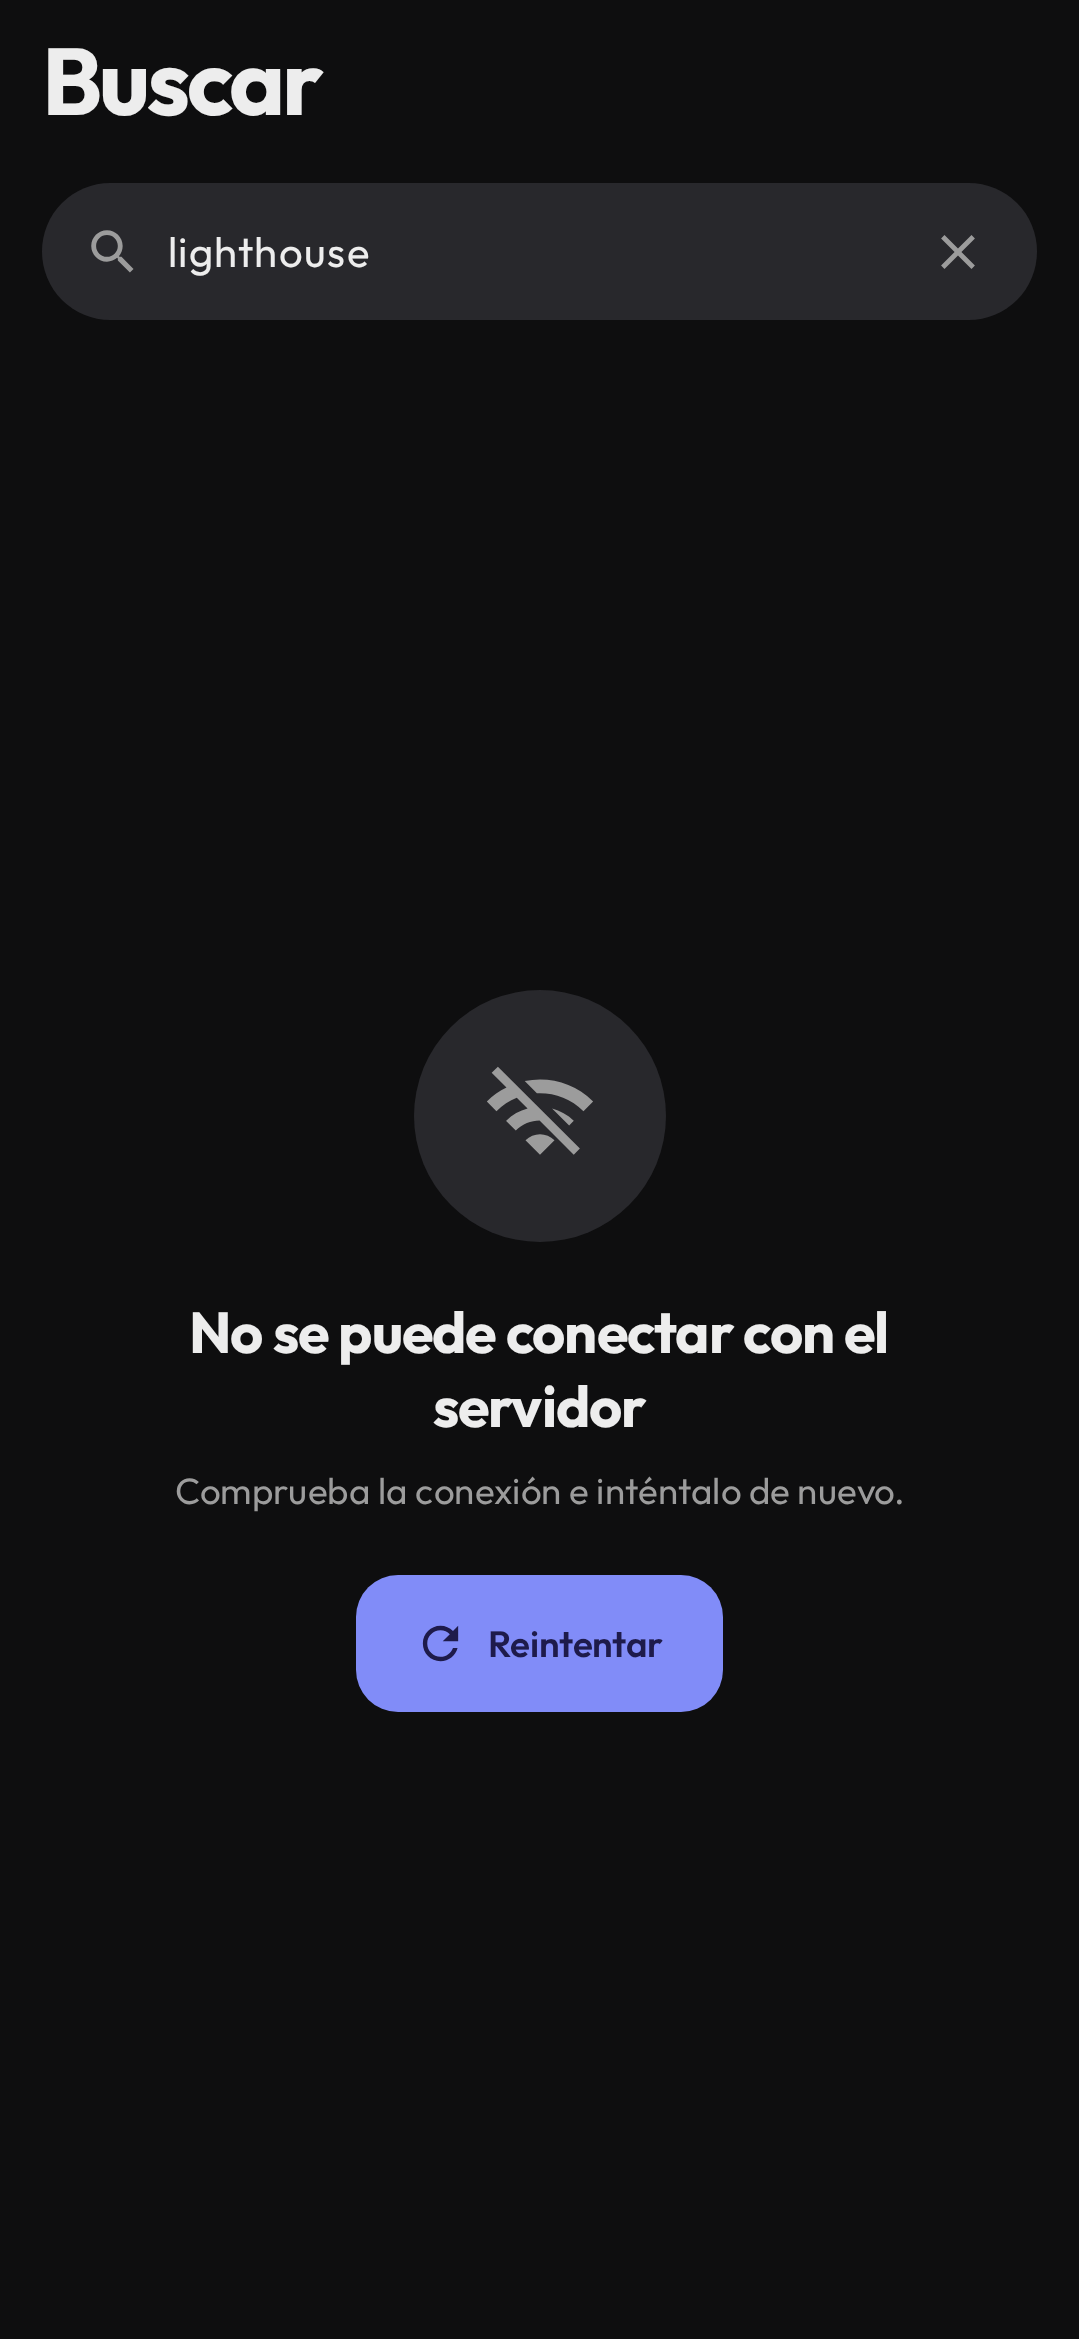 Buscar
lighthouse
No se puede conectar con el
servidor
Comprueba la conexión e inténtalo de nuevo.
Reintentar